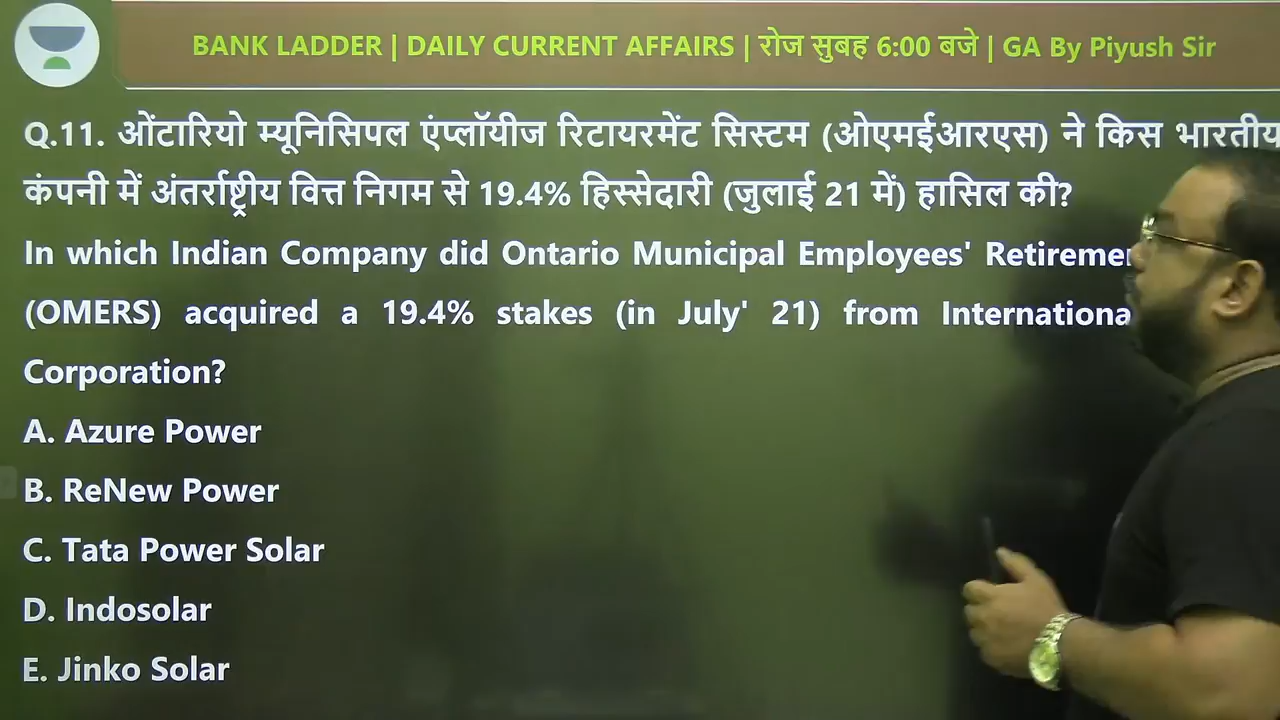 BANK LADDER | DAILY CURRENT AFFAIRS | रोज सुबह 6:00 बजे | GA By Piyush Sir
Q.11. ओंटारियो म्यूनिसिपल एंप्लॉयीज रिटायरमेंट सिस्टम (ओएमईआरएस) ने किस भारतीय
कंपनी में अंतर्राष्ट्रीय वित्त निगम से 19.4% हिस्सेदारी (जुलाई 21 में) हासिल की?
In which Indian Company did Ontario Municipal Employees'
(OMERS) acquired a 19.4% stakes (in July' 21) from
Corporation?
A. Azure Power
B. ReNew Power
C. Tata Power Solar
D. Indosolar
E. Jinko Solar